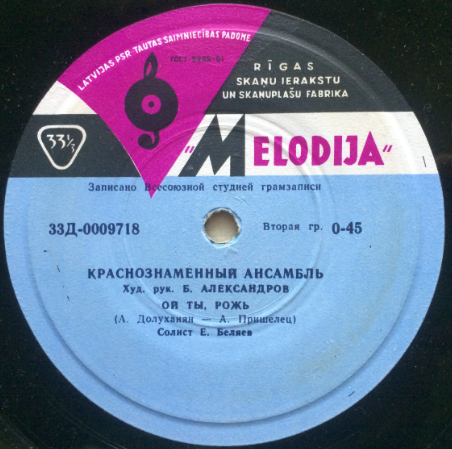 LATVIJAS PSR TAUTAS SAIMNIECĪBAS PADOME
RĪGAS
SKAŅU IERAKSTU
UN SKAŅUPLAŠU FABRIKA
33⅓
"MELODIJA"
Записано Всесоюзной студией грамзаписи
33Д-0009718
Вторая гр. 0-45
КРАСНОЗНАМЕННЫЙ АНСАМБЛЬ
Худ. рук. Б. АЛЕКСАНДРОВ
ОЙ ТЫ, РОЖЬ
(А. Долуханян — А. Пришелец)
Солист Е. Беляев